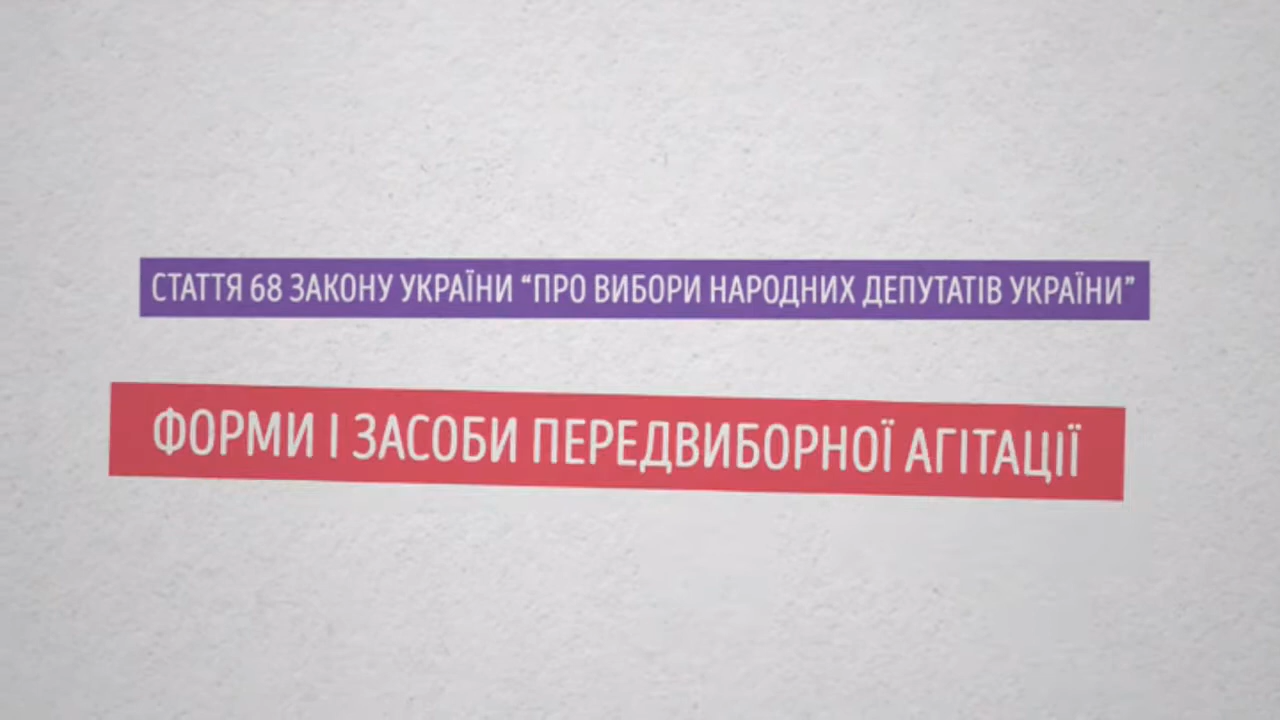 СТАТТЯ 68 ЗАКОНУ УКРАЇНИ “ПРО ВИБОРИ НАРОДНИХ ДЕПУТАТІВ УКРАЇНИ”
ФОРМИ І ЗАСОБИ ПЕРЕДВИБОРНОЇ АГІТАЦІЇ